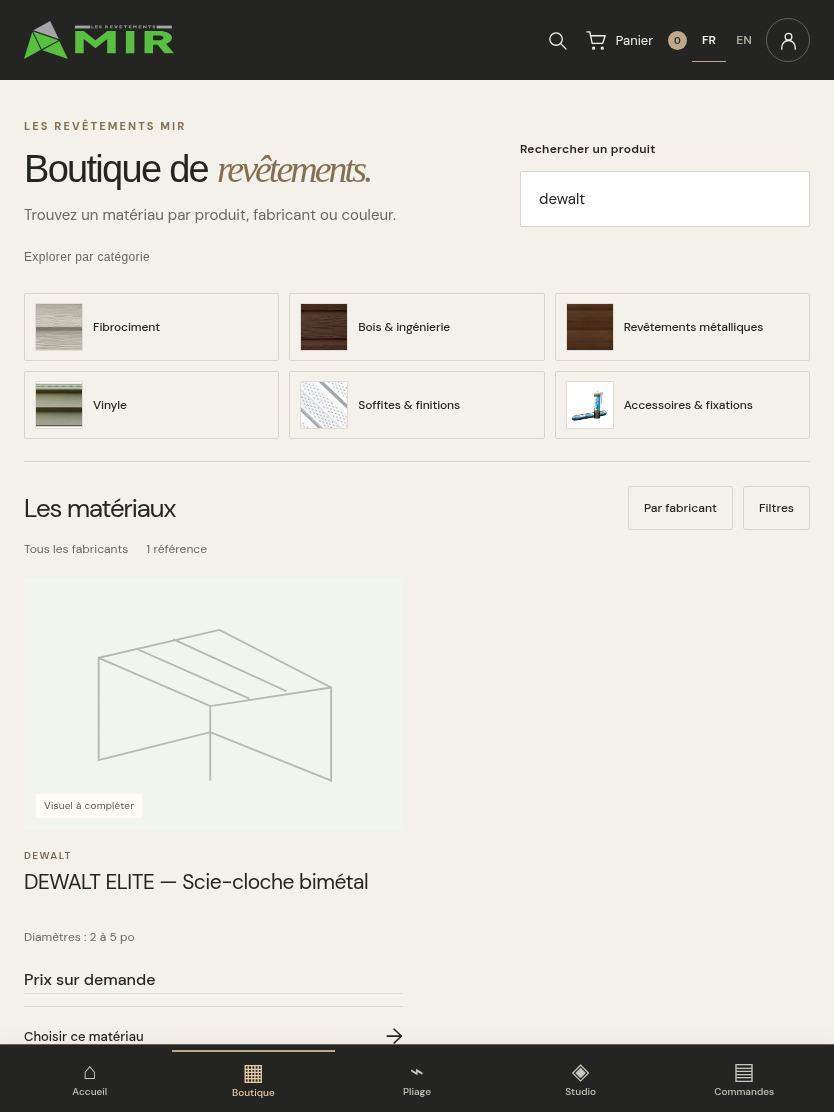 LES REVÊTEMENTS
MIR
Panier 0 FR EN
LES REVÊTEMENTS MIR
Boutique de revêtements.
Trouvez un matériau par produit, fabricant ou couleur.
Rechercher un produit
dewalt
Explorer par catégorie
Fibrociment
Bois & ingénierie
Revêtements métalliques
Vinyle
Soffites & finitions
Accessoires & fixations
Les matériaux
Par fabricant
Filtres
Tous les fabricants 1 référence
Visuel à compléter
DEWALT
DEWALT ELITE — Scie-cloche bimétal
Diamètres : 2 à 5 po
Prix sur demande
Choisir ce matériau
Accueil
Boutique
Pliage
Studio
Commandes